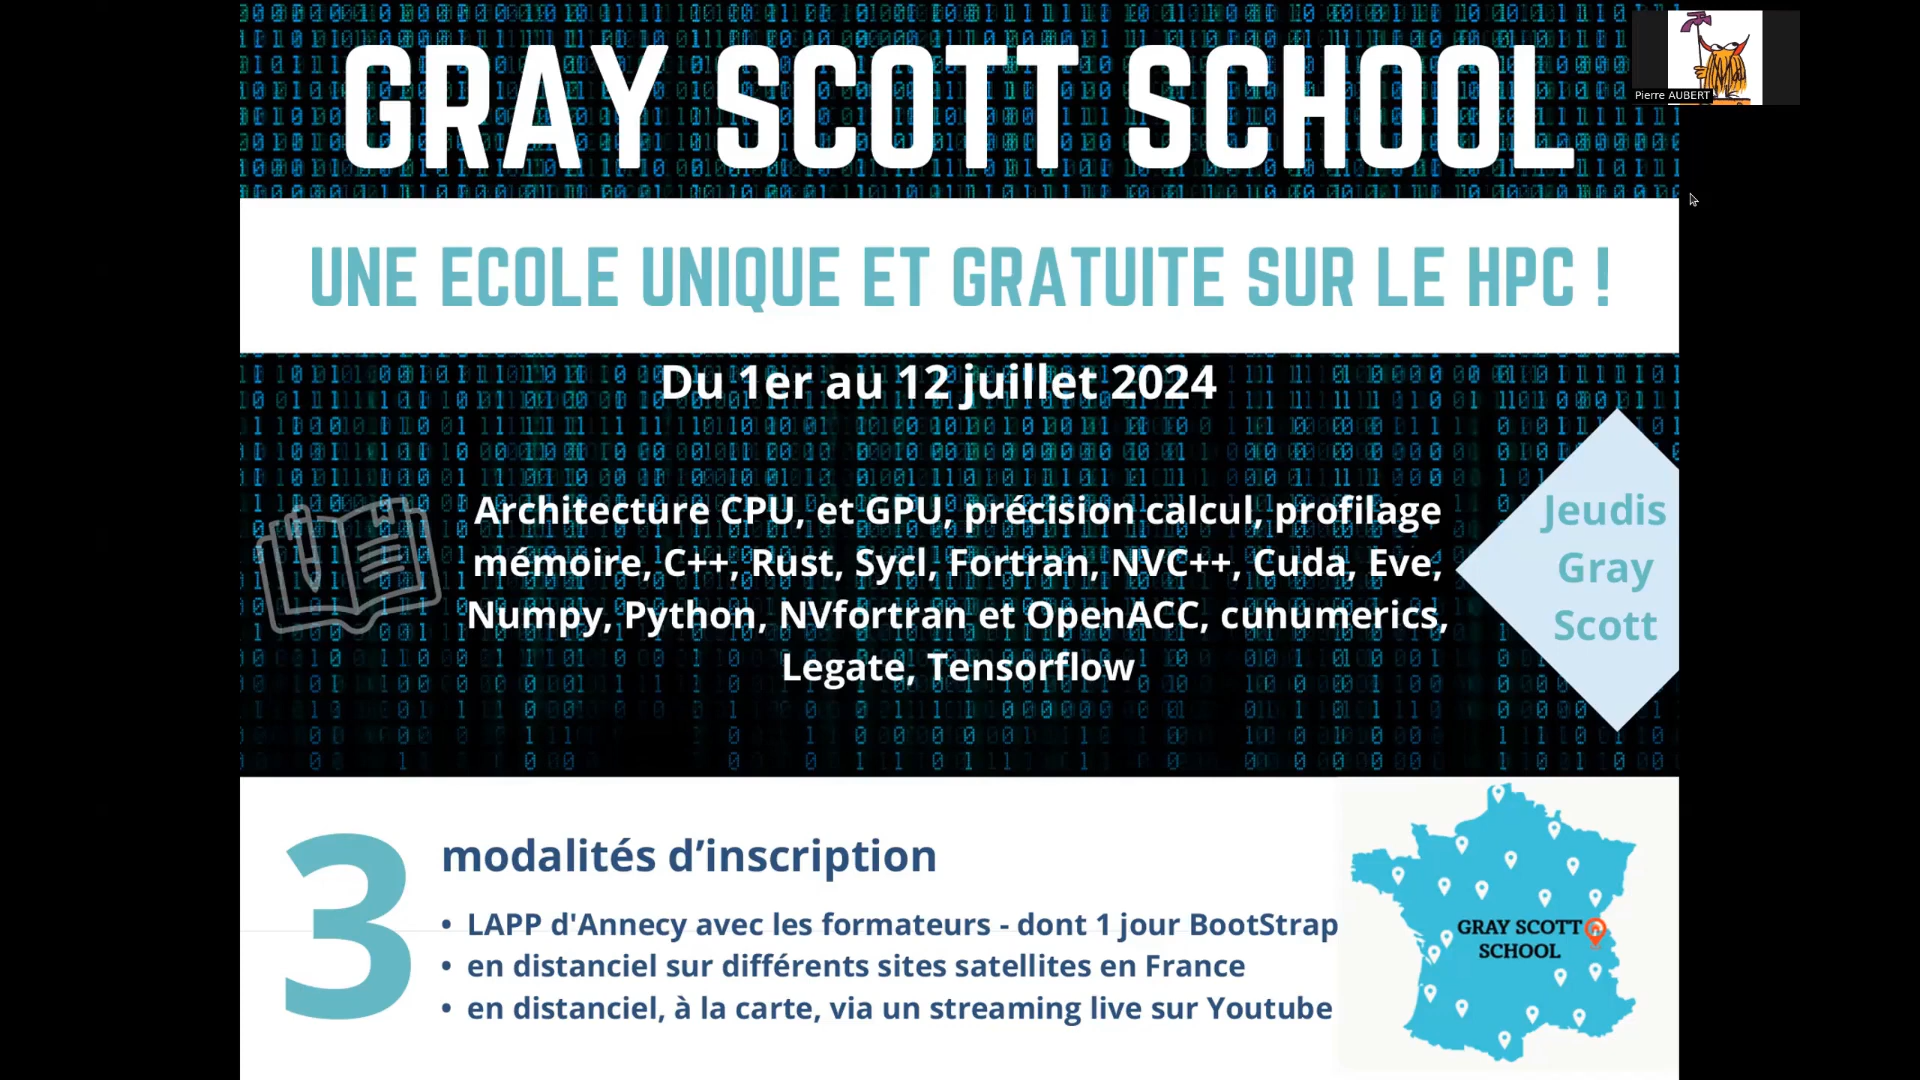 GRAY SCOTT SCHOOL
Pierre AUBERT
UNE ECOLE UNIQUE ET GRATUITE SUR LE HPC !
Du 1er au 12 juillet 2024
Architecture CPU, et GPU, précision calcul, profilage
mémoire, C++, Rust, Sycl, Fortran, NVC++, Cuda, Eve,
Numpy, Python, NVfortran et OpenACC, cunumerics,
Legate, Tensorflow
Jeudis
Gray
Scott
3
modalités d’inscription
• LAPP d'Annecy avec les formateurs - dont 1 jour BootStrap
• en distanciel sur différents sites satellites en France
• en distanciel, à la carte, via un streaming live sur Youtube
GRAY SCOTT
SCHOOL